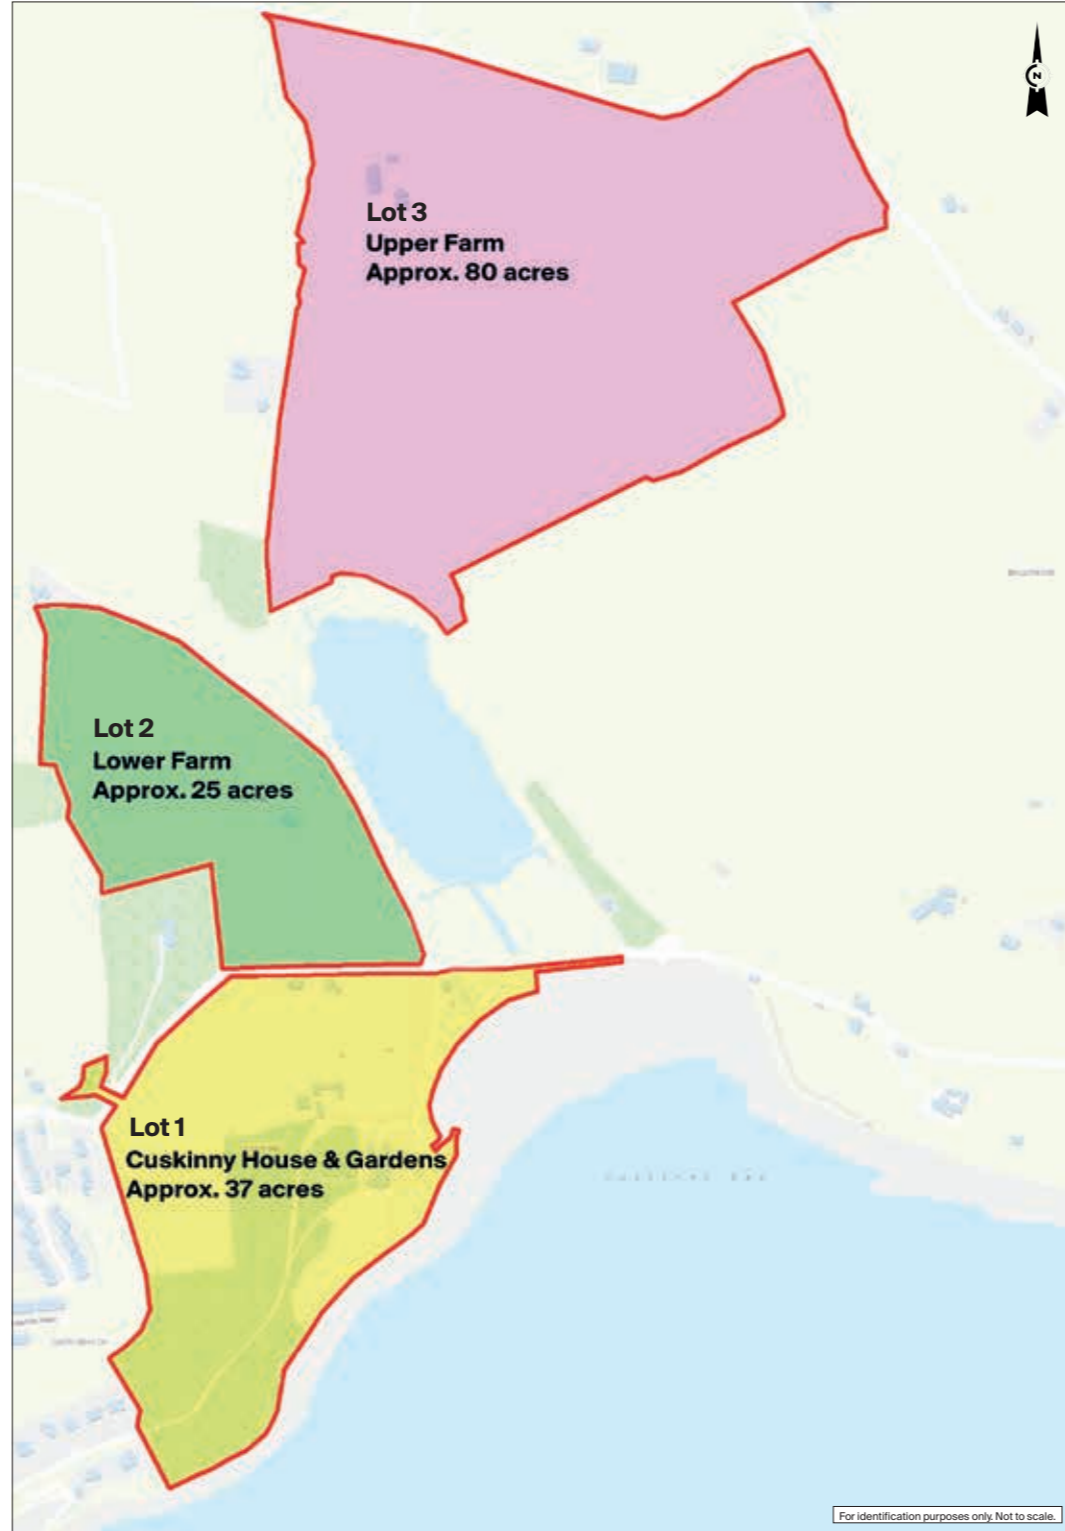 N
Lot 3
Upper Farm
Approx. 80 acres
Lot 2
Lower Farm
Approx. 25 acres
Lot 1
Cuskinny House & Gardens
Approx. 37 acres
For identification purposes only. Not to scale.